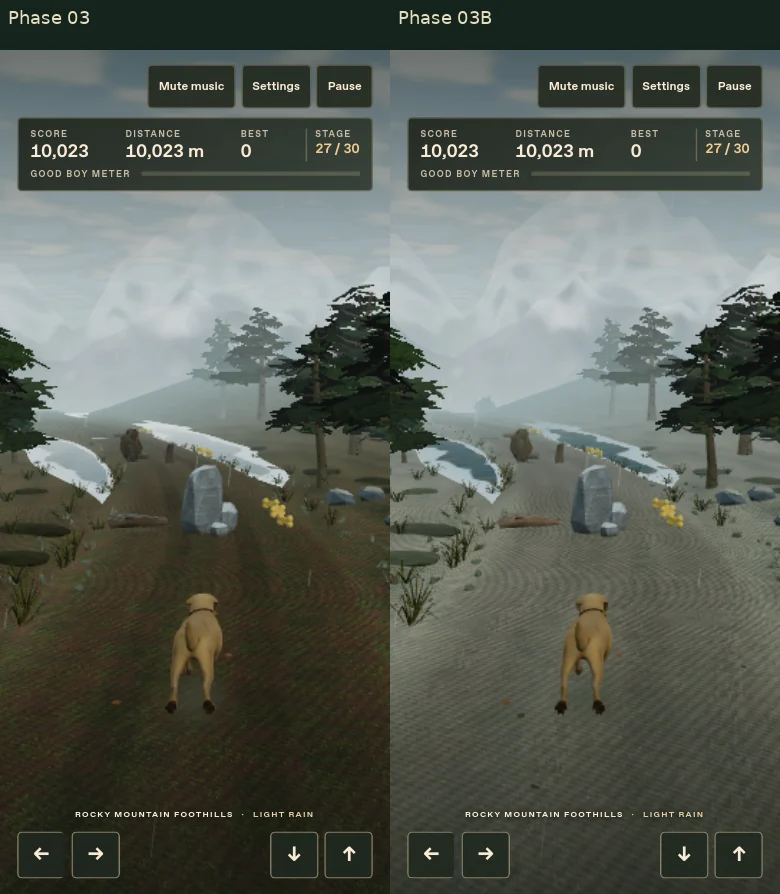 Phase 03
Mute music Settings Pause
SCORE DISTANCE BEST STAGE
10,023 10,023 m 0 27 / 30
GOOD BOY METER
ROCKY MOUNTAIN FOOTHILLS · LIGHT RAIN
← → ↓ ↑
Phase 03B
Mute music Settings Pause
SCORE DISTANCE BEST STAGE
10,023 10,023 m 0 27 / 30
GOOD BOY METER
ROCKY MOUNTAIN FOOTHILLS · LIGHT RAIN
← → ↓ ↑